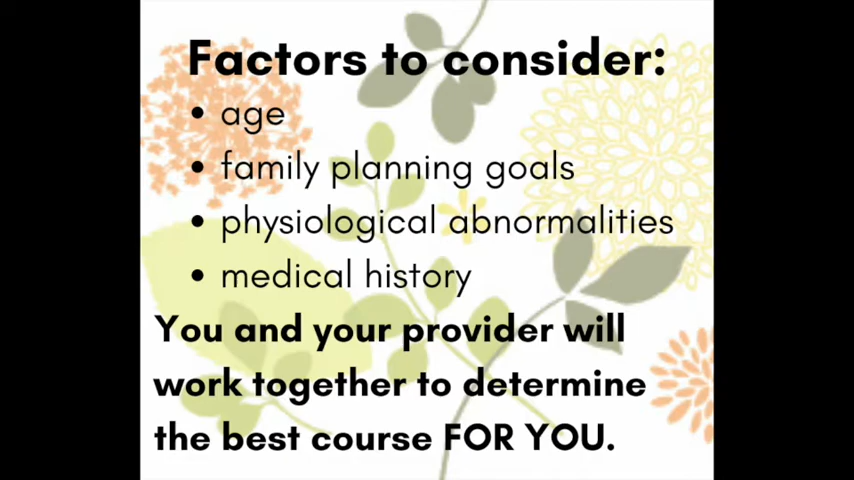 Factors to consider:
• age
• family planning goals
• physiological abnormalities
• medical history
You and your provider will
work together to determine
the best course FOR YOU.